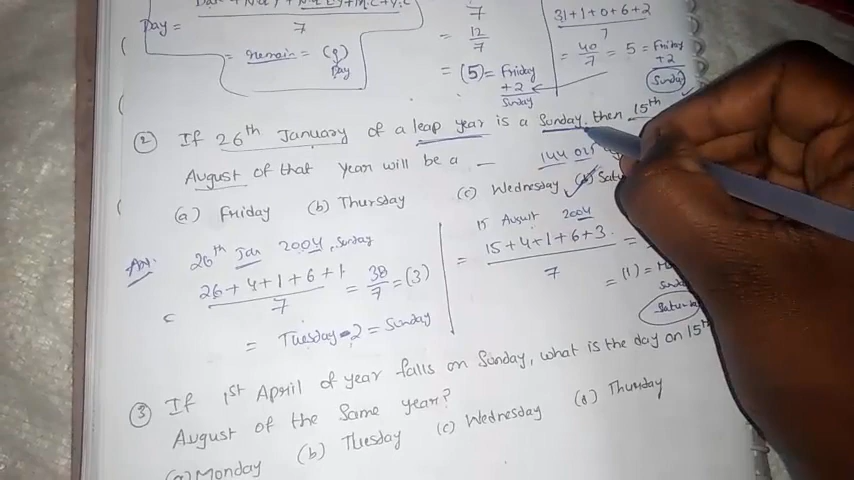 Day =
7
= Remain = (g)
Day
7
= 12
7
= (5) = Friday
+2
Sunday
31+1+0+6+2
7
= 40
7
= 5 = Friday
+2
Sunday
② If 26th January of a leap year is a Sunday, then 15th
August of that year will be a —
(a) Friday (b) Thursday (c) Wednesday
Ans: 26th Jan 2004, Sunday
= 26+4+1+6+1
7
= 38
7
= (3)
= Tuesday -2 = Sunday
15 August 2004
= 15+4+1+6+3
7
=
= (1) =
Saturda
③ If 1st April of year falls on Sunday, what is the day on 15th
August of the Same year?
(a) Monday (b) Tuesday (c) Wednesday (d) Thursday